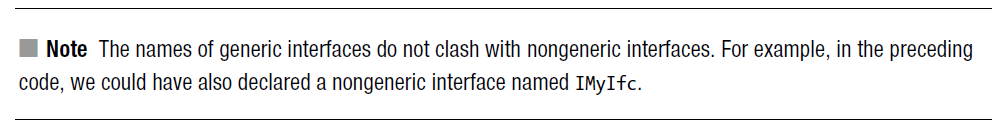 Note The names of generic interfaces do not clash with nongeneric interfaces. For example, in the preceding
code, we could have also declared a nongeneric interface named IMyIfc.